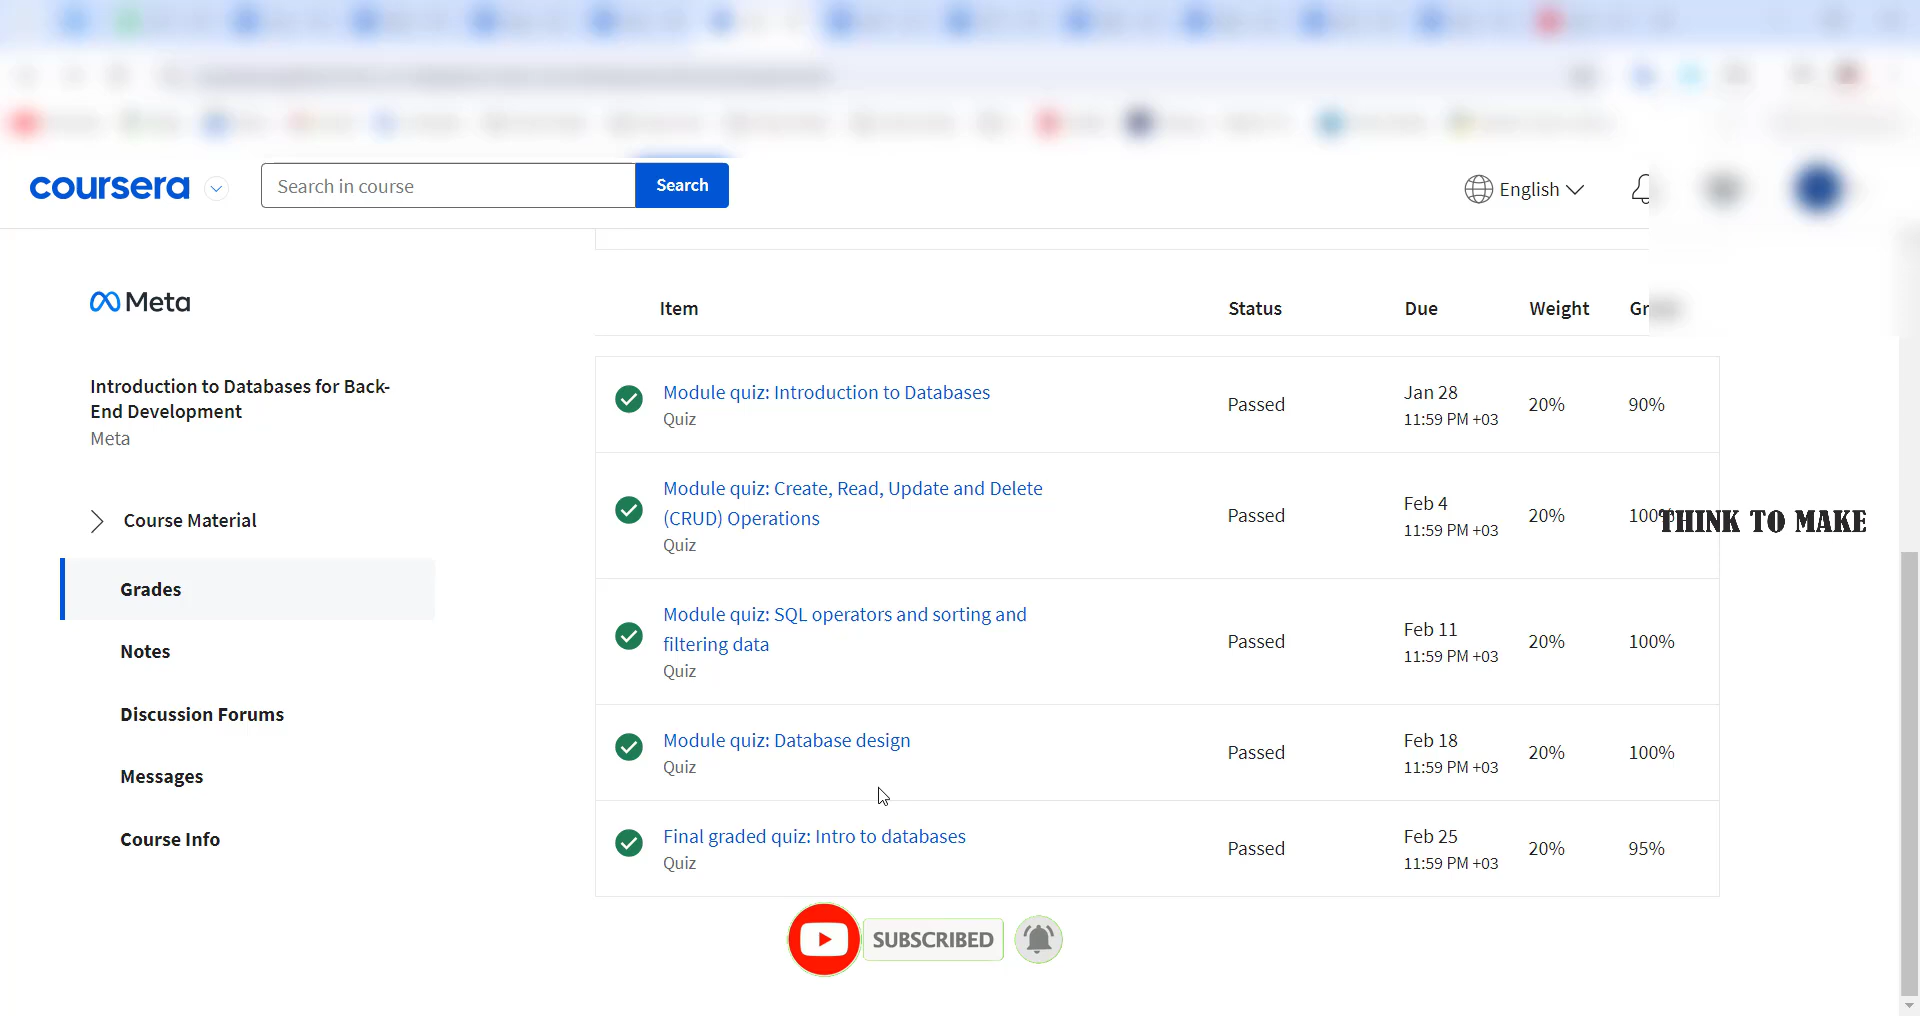 coursera
Search in course
Search
English
Meta
Introduction to Databases for Back-
End Development
Meta
Course Material
Grades
Notes
Discussion Forums
Messages
Course Info
Item Status Due Weight
Module quiz: Introduction to Databases
Quiz
Passed
Jan 28
11:59 PM +03
20%
90%
Module quiz: Create, Read, Update and Delete
(CRUD) Operations
Quiz
Passed
Feb 4
11:59 PM +03
20%
100%
THINK TO MAKE
Module quiz: SQL operators and sorting and
filtering data
Quiz
Passed
Feb 11
11:59 PM +03
20%
100%
Module quiz: Database design
Quiz
Passed
Feb 18
11:59 PM +03
20%
100%
Final graded quiz: Intro to databases
Quiz
Passed
Feb 25
11:59 PM +03
20%
95%
SUBSCRIBED